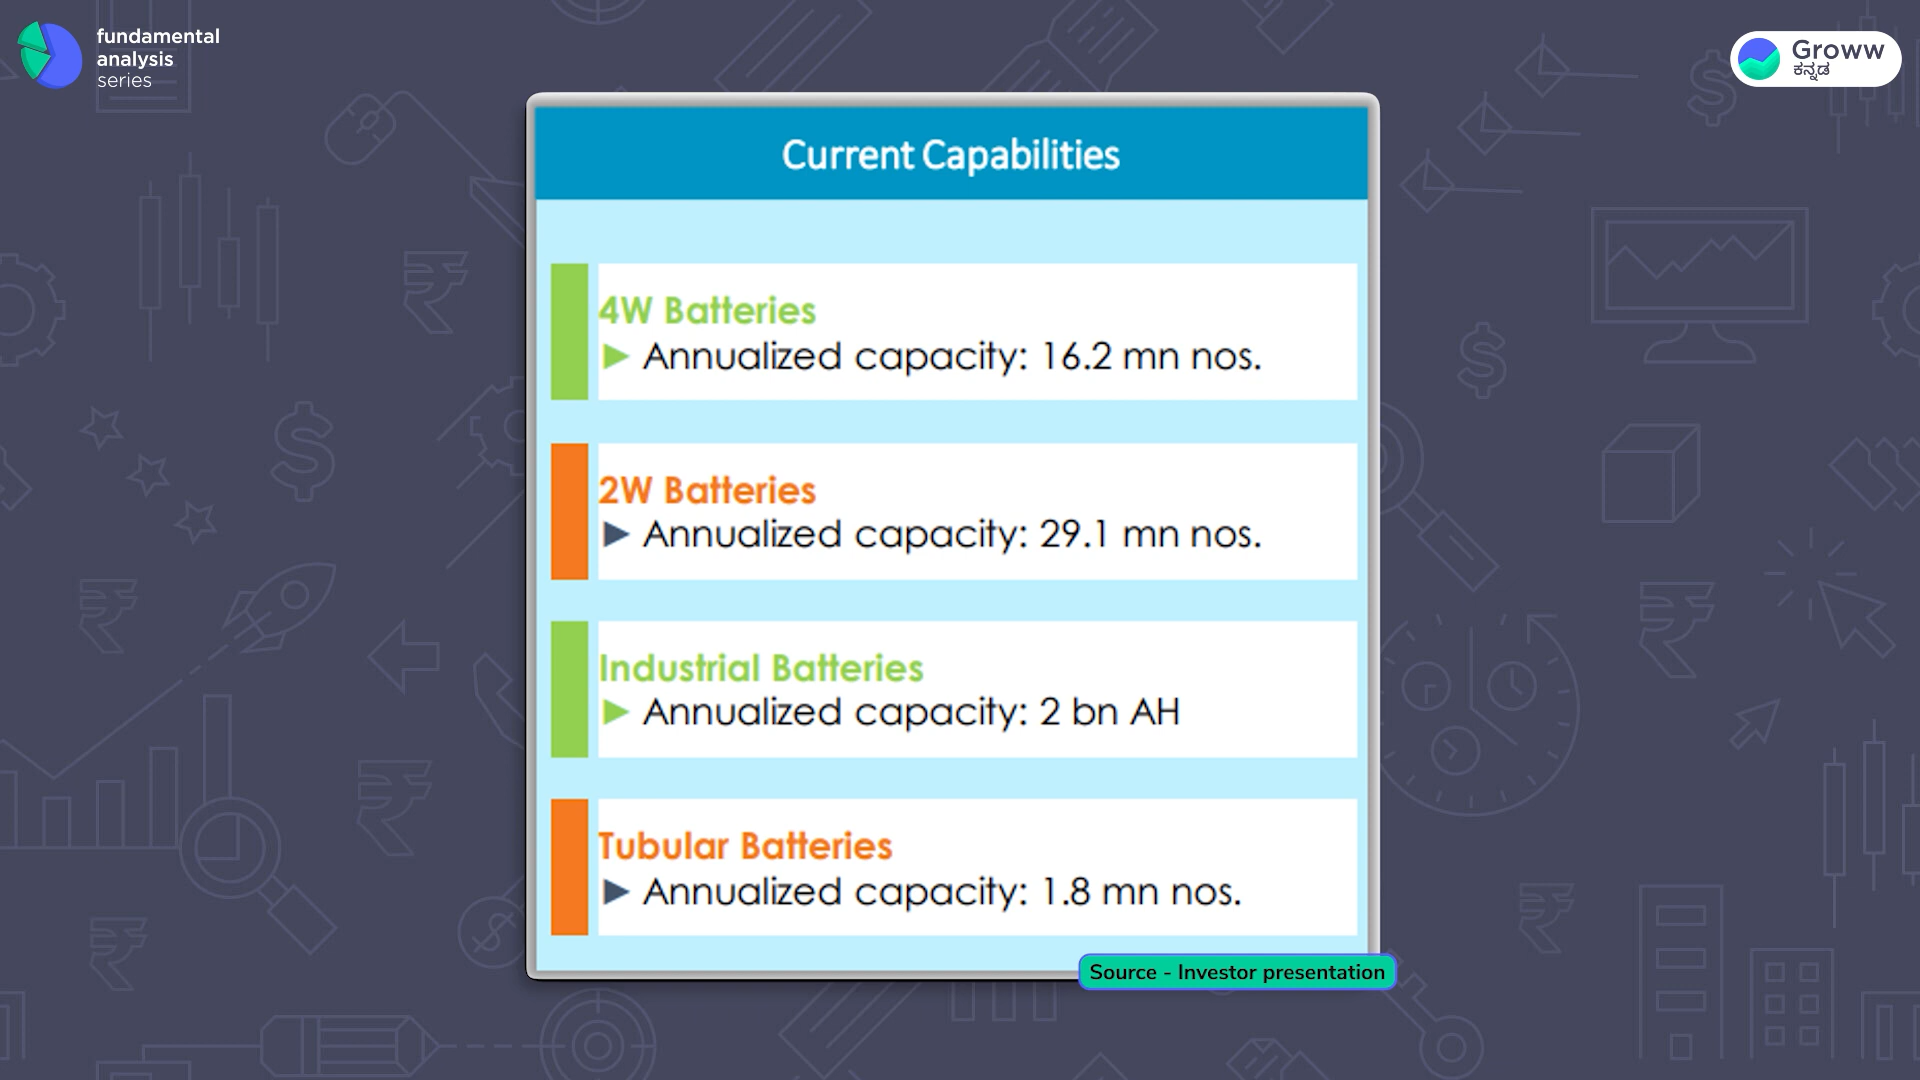 fundamental
analysis
series
Groww
ಕನ್ನಡ
Current Capabilities
4W Batteries
► Annualized capacity: 16.2 mn nos.
2W Batteries
► Annualized capacity: 29.1 mn nos.
Industrial Batteries
► Annualized capacity: 2 bn AH
Tubular Batteries
► Annualized capacity: 1.8 mn nos.
Source - Investor presentation